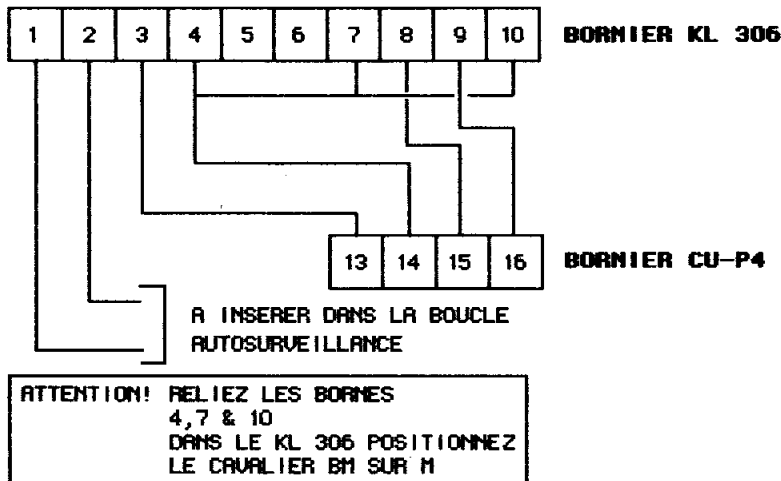 1 2 3 4 5 6 7 8 9 10 BORNIER KL 306
13 14 15 16 BORNIER CU-P4
A INSERER DANS LA BOUCLE
AUTOSURVEILLANCE
ATTENTION! RELIEZ LES BORNES
4,7 & 10
DANS LE KL 306 POSITIONNEZ
LE CAVALIER BM SUR M